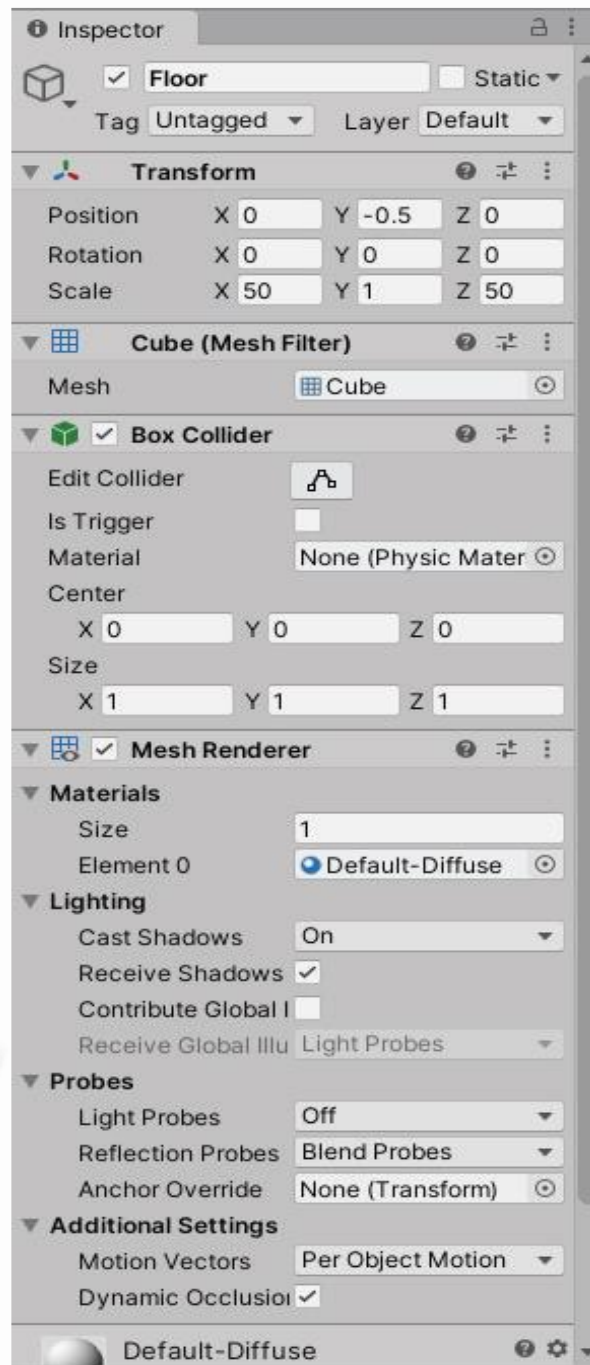 Inspector
Floor Static
Tag Untagged Layer Default
Transform
Position X 0 Y -0.5 Z 0
Rotation X 0 Y 0 Z 0
Scale X 50 Y 1 Z 50
Cube (Mesh Filter)
Mesh Cube
Box Collider
Edit Collider
Is Trigger
Material None (Physic Mater
Center
X 0 Y 0 Z 0
Size
X 1 Y 1 Z 1
Mesh Renderer
Materials
Size 1
Element 0 Default-Diffuse
Lighting
Cast Shadows On
Receive Shadows
Contribute Global I
Receive Global Illu Light Probes
Probes
Light Probes Off
Reflection Probes Blend Probes
Anchor Override None (Transform)
Additional Settings
Motion Vectors Per Object Motion
Dynamic Occlusion
Default-Diffuse